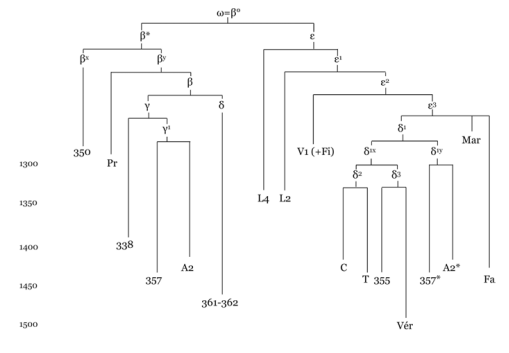 ω=β°
β* ε
βˣ βʸ ε¹
β ε²
γ δ ε³
γ¹ δ¹
350 Pr V1 (+Fi) δ¹ˣ δ¹ʸ Mar
1300
δ² δ³
1350 L4 L2
338 A2
1400
357 C T 355 357* A2* Fa
1450
361-362
1500 Vér